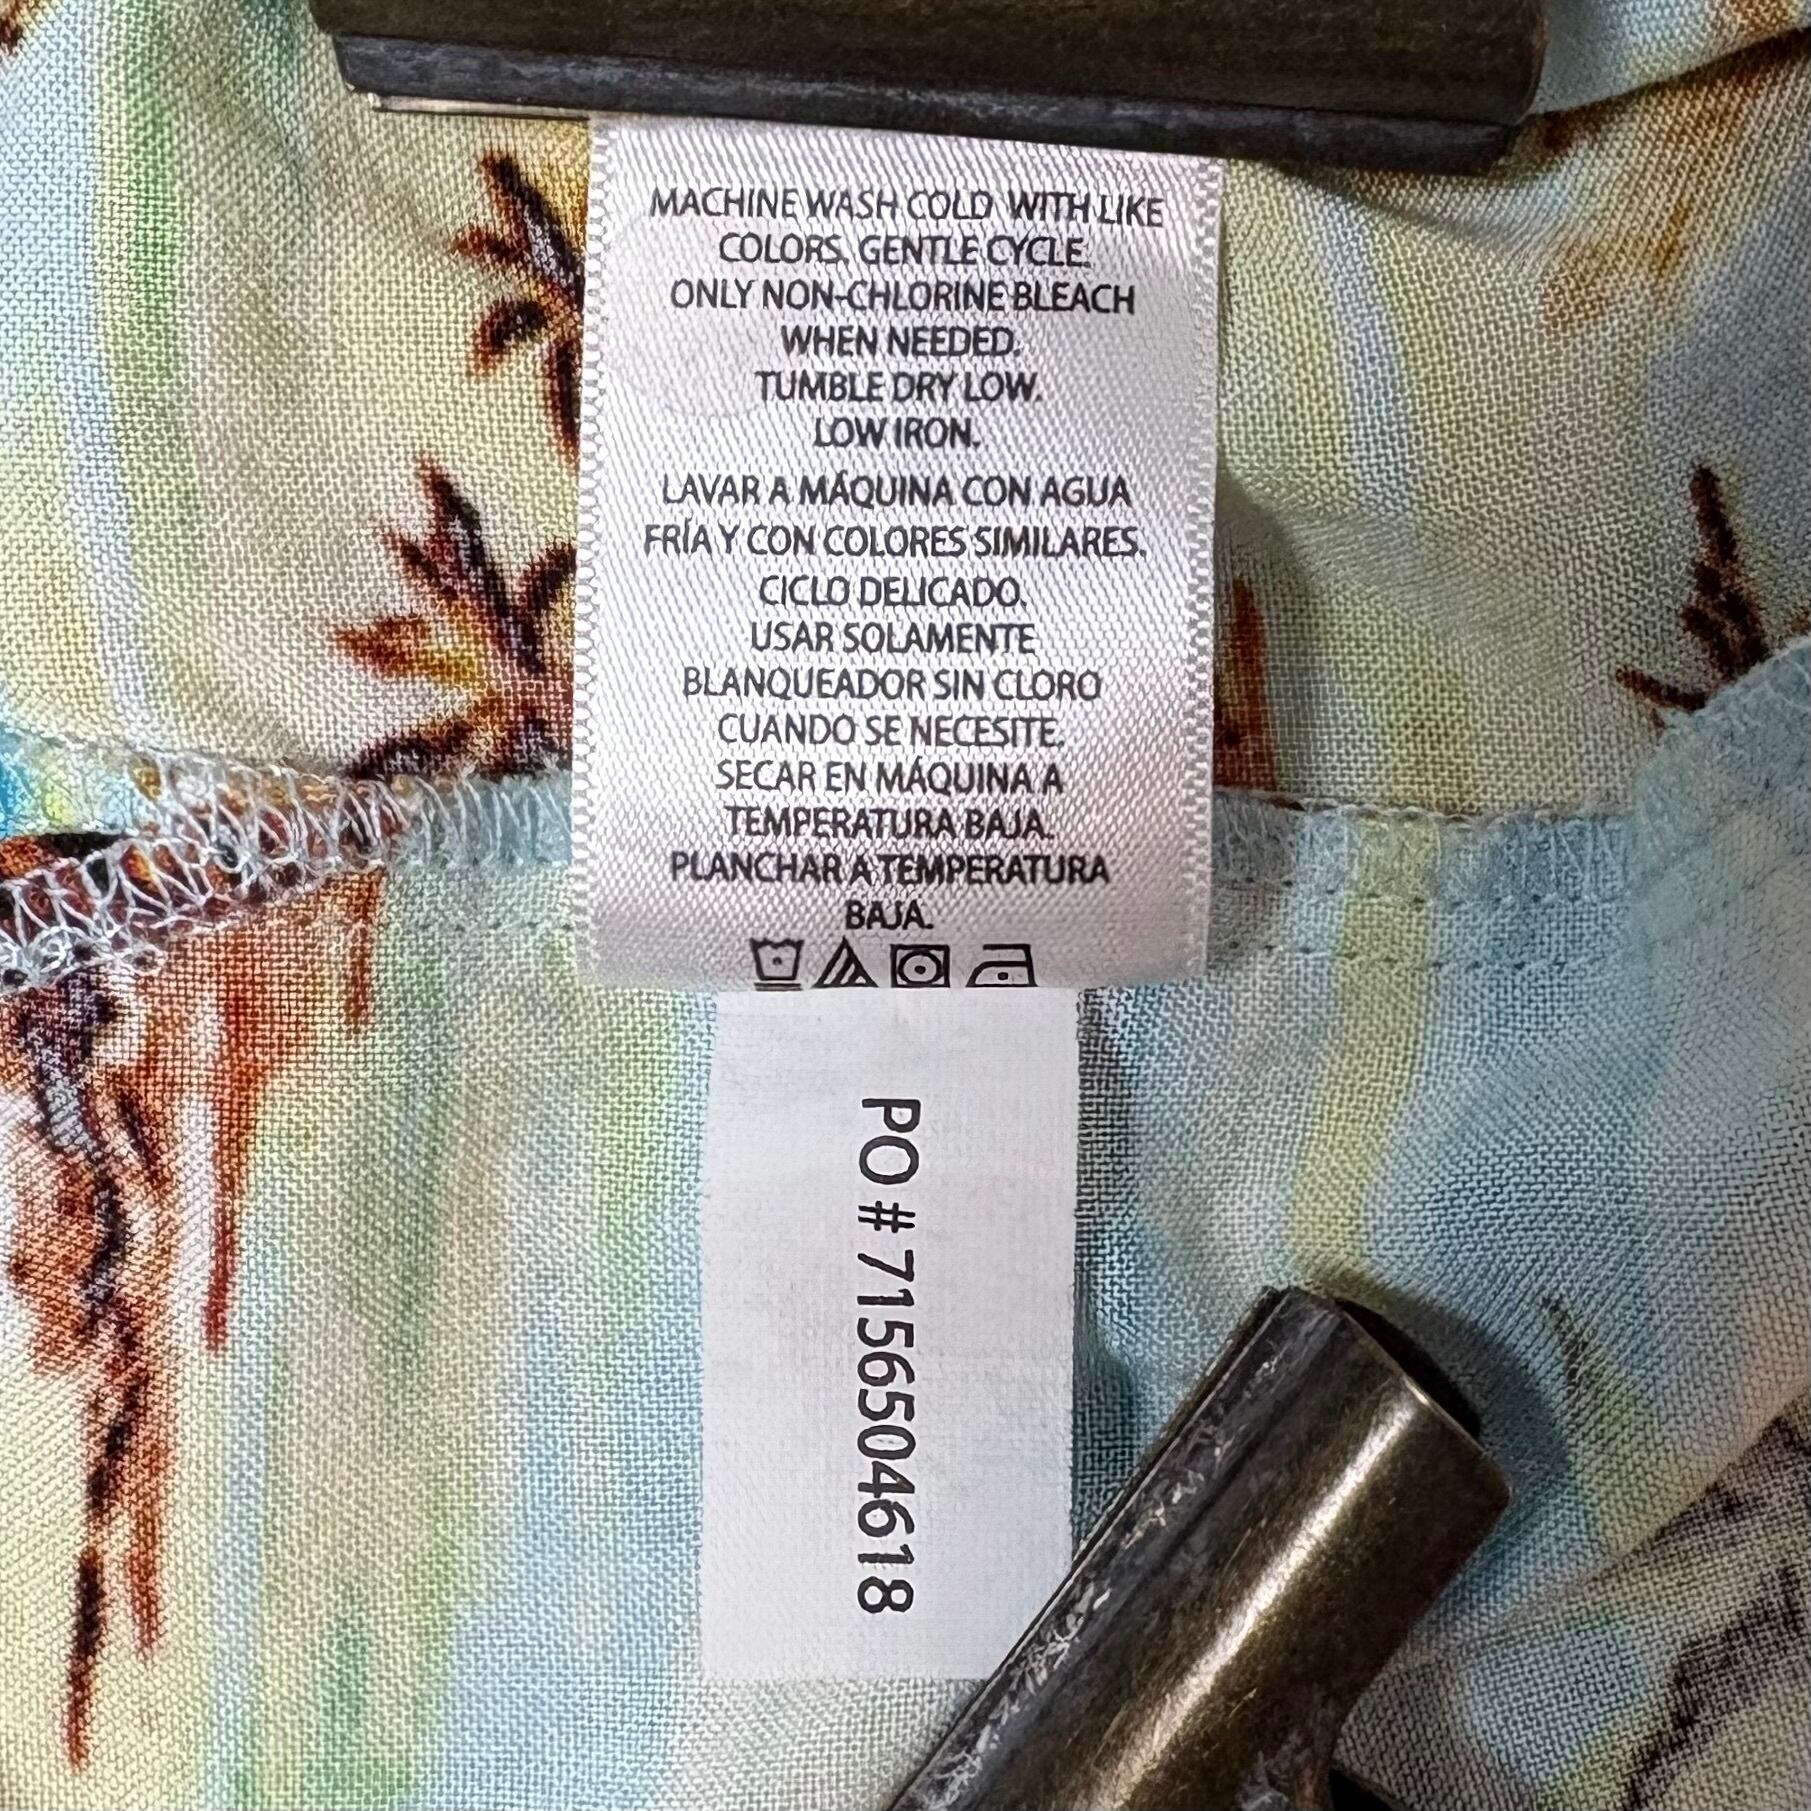 MACHINE WASH COLD WITH LIKE
COLORS. GENTLE CYCLE.
ONLY NON-CHLORINE BLEACH
WHEN NEEDED.
TUMBLE DRY LOW.
LOW IRON.
LAVAR A MÁQUINA CON AGUA
FRÍA Y CON COLORES SIMILARES.
CICLO DELICADO.
USAR SOLAMENTE
BLANQUEADOR SIN CLORO
CUANDO SE NECESITE.
SECAR EN MÁQUINA A
TEMPERATURA BAJA.
PLANCHAR A TEMPERATURA
BAJA.
PO # 7156504618